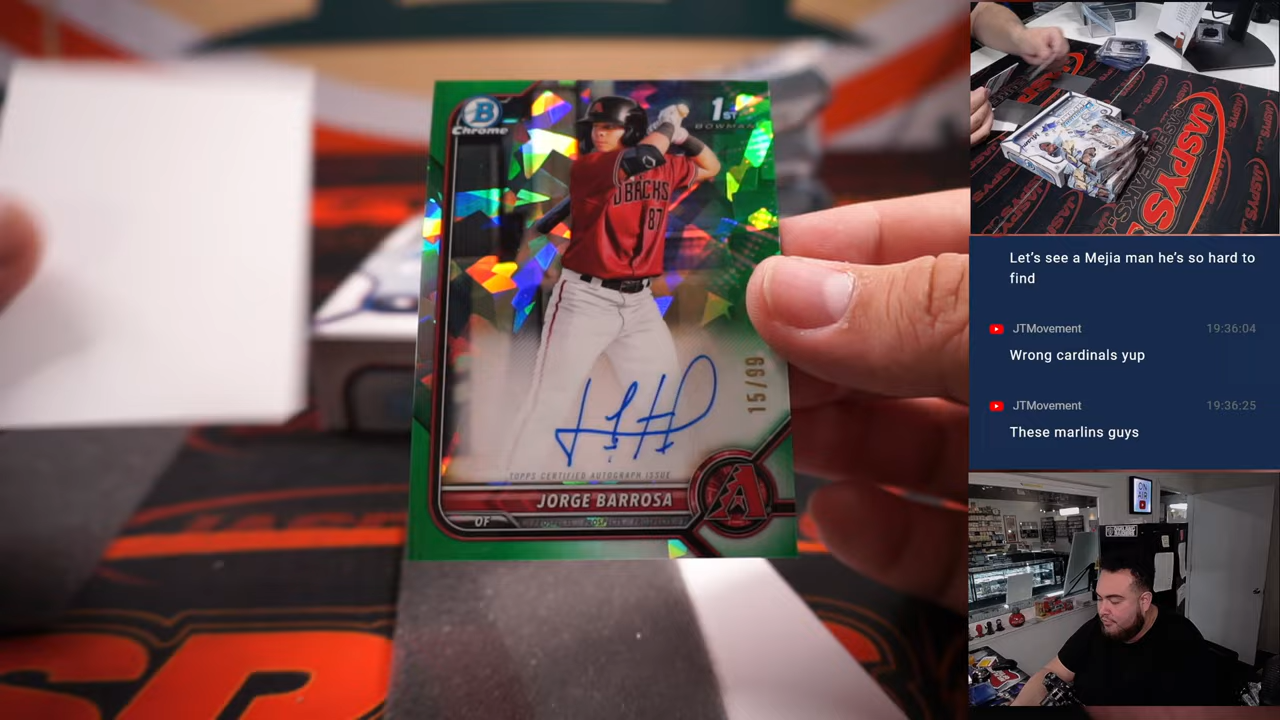 B
Chrome
1ST
BOWMAN
DBACKS
87
15/99
TOPPS CERTIFIED AUTOGRAPH ISSUE
JORGE BARROSA
OF
A
JASPYS
Let's see a Mejia man he's so hard to
find
JTMovement 19:36:04
Wrong cardinals yup
JTMovement 19:36:25
These marlins guys
ON
AIR